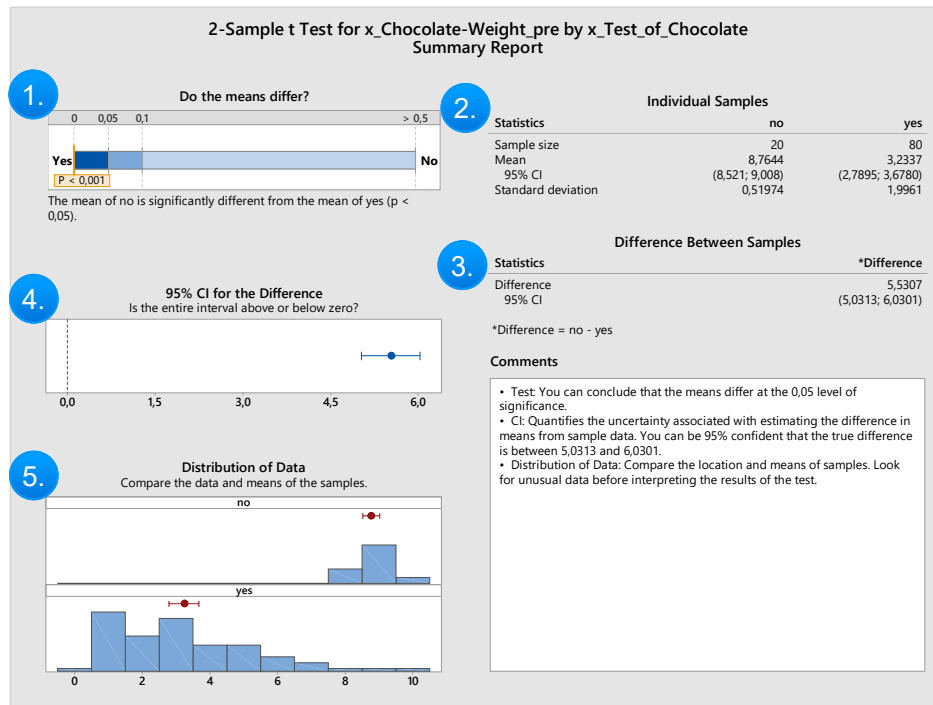 2-Sample t Test for x_Chocolate-Weight_pre by x_Test_of_Chocolate
Summary Report
1.
Do the means differ?
0 0,05 0,1 > 0,5
Yes No
P < 0,001
The mean of no is significantly different from the mean of yes (p <
0,05).
2.
Individual Samples
Statistics no yes
Sample size 20 80
Mean 8,7644 3,2337
95% CI (8,521; 9,008) (2,7895; 3,6780)
Standard deviation 0,51974 1,9961
3.
Difference Between Samples
Statistics *Difference
Difference 5,5307
95% CI (5,0313; 6,0301)
*Difference = no - yes
4.
95% CI for the Difference
Is the entire interval above or below zero?
0,0 1,5 3,0 4,5 6,0
Comments
• Test: You can conclude that the means differ at the 0,05 level of
significance.
• CI: Quantifies the uncertainty associated with estimating the difference in
means from sample data. You can be 95% confident that the true difference
is between 5,0313 and 6,0301.
• Distribution of Data: Compare the location and means of samples. Look
for unusual data before interpreting the results of the test.
5.
Distribution of Data
Compare the data and means of the samples.
no
yes
0 2 4 6 8 10